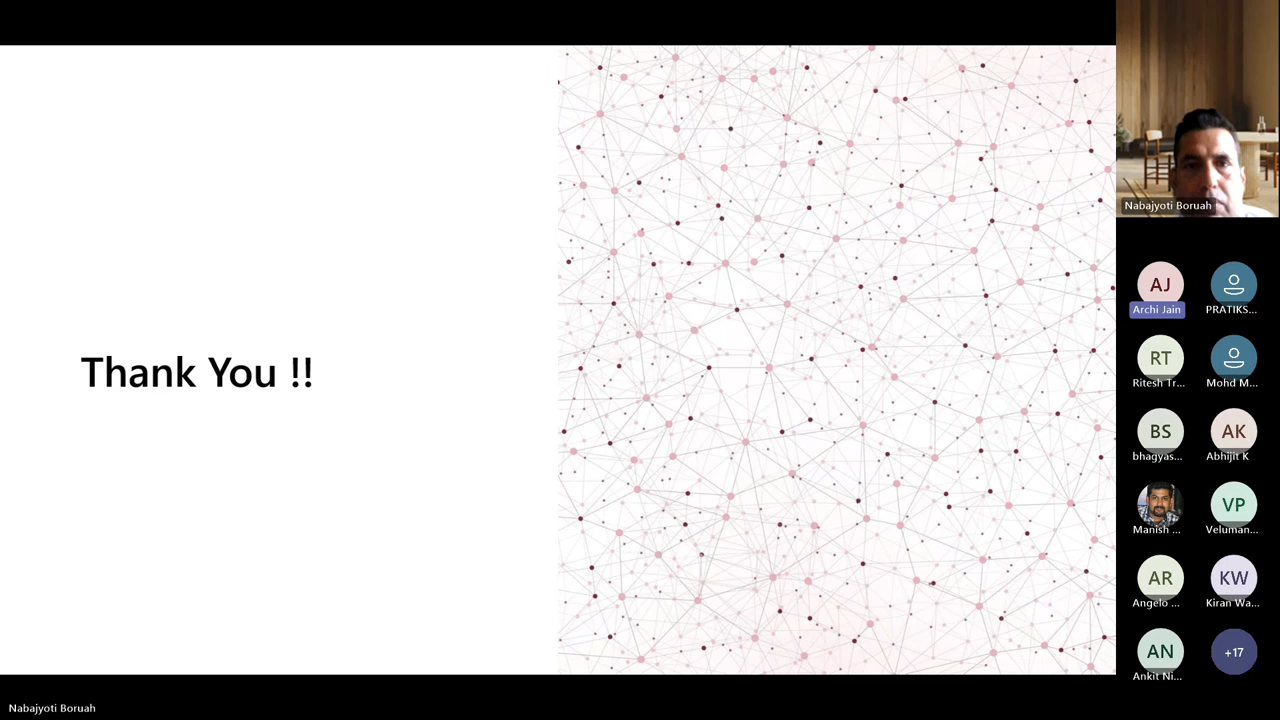 Thank You !!
Nabajyoti Boruah
AJ
Archi Jain
PRATIKS...
RT
Ritesh Tr...
Mohd M...
BS
bhagyas...
AK
Abhijit K
Manish ...
VP
Veluman...
AR
Angelo ...
KW
Kiran Wa...
AN
Ankit Ni...
+17
Nabajyoti Boruah